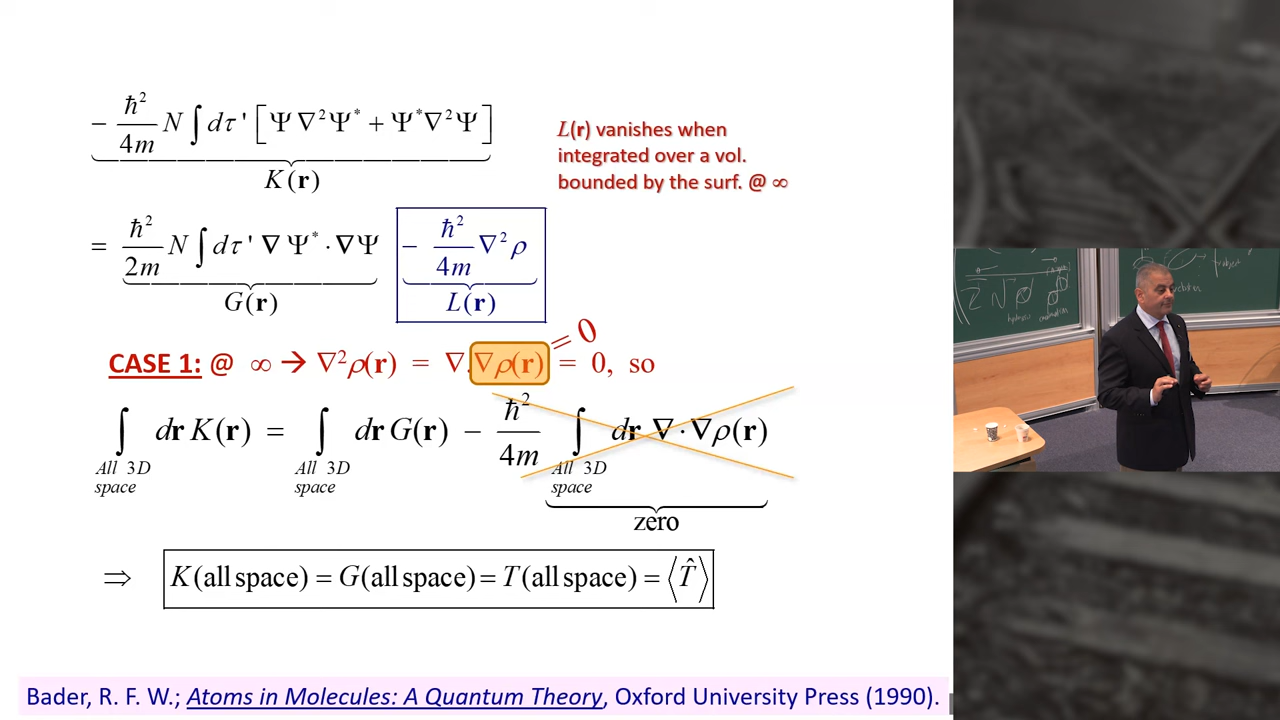 − ħ²/4m N ∫ dτ ' [Ψ ∇²Ψ* + Ψ*∇²Ψ]
K(r)
L(r) vanishes when
integrated over a vol.
bounded by the surf. @ ∞
= ħ²/2m N ∫ dτ ' ∇Ψ* · ∇Ψ − ħ²/4m ∇²ρ
G(r) L(r)
= 0
CASE 1: @ ∞ → ∇²ρ(r) = ∇.∇ρ(r) = 0, so
∫ dr K(r) = ∫ dr G(r) − ħ²/4m ∫ dr ∇ · ∇ρ(r)
All 3D All 3D All 3D
space space space
zero
⇒ K(all space) = G(all space) = T(all space) = ⟨T̂⟩
Bader, R. F. W.; Atoms in Molecules: A Quantum Theory, Oxford University Press (1990).